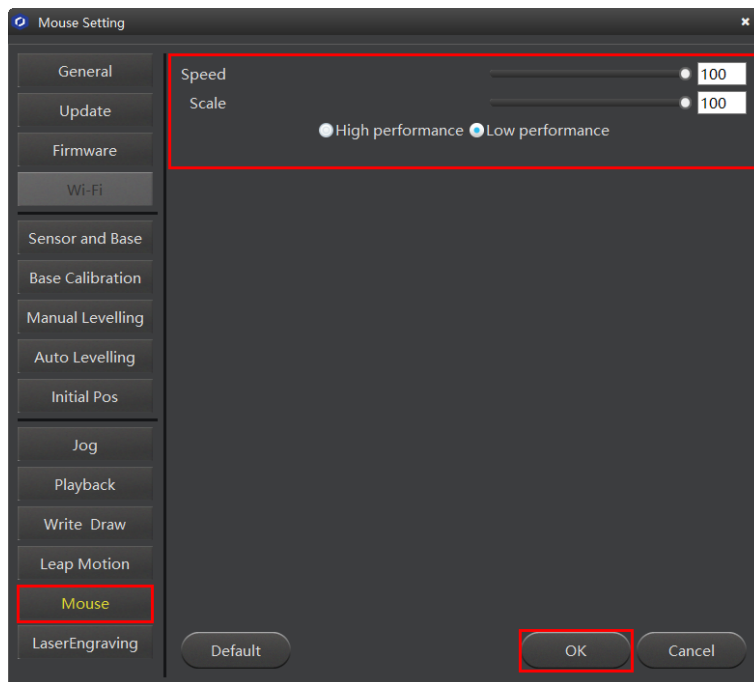 Mouse Setting
General
Update
Firmware
Wi-Fi
Sensor and Base
Base Calibration
Manual Levelling
Auto Levelling
Initial Pos
Jog
Playback
Write Draw
Leap Motion
Mouse
LaserEngraving
Speed 100
Scale 100
High performance Low performance
Default OK Cancel